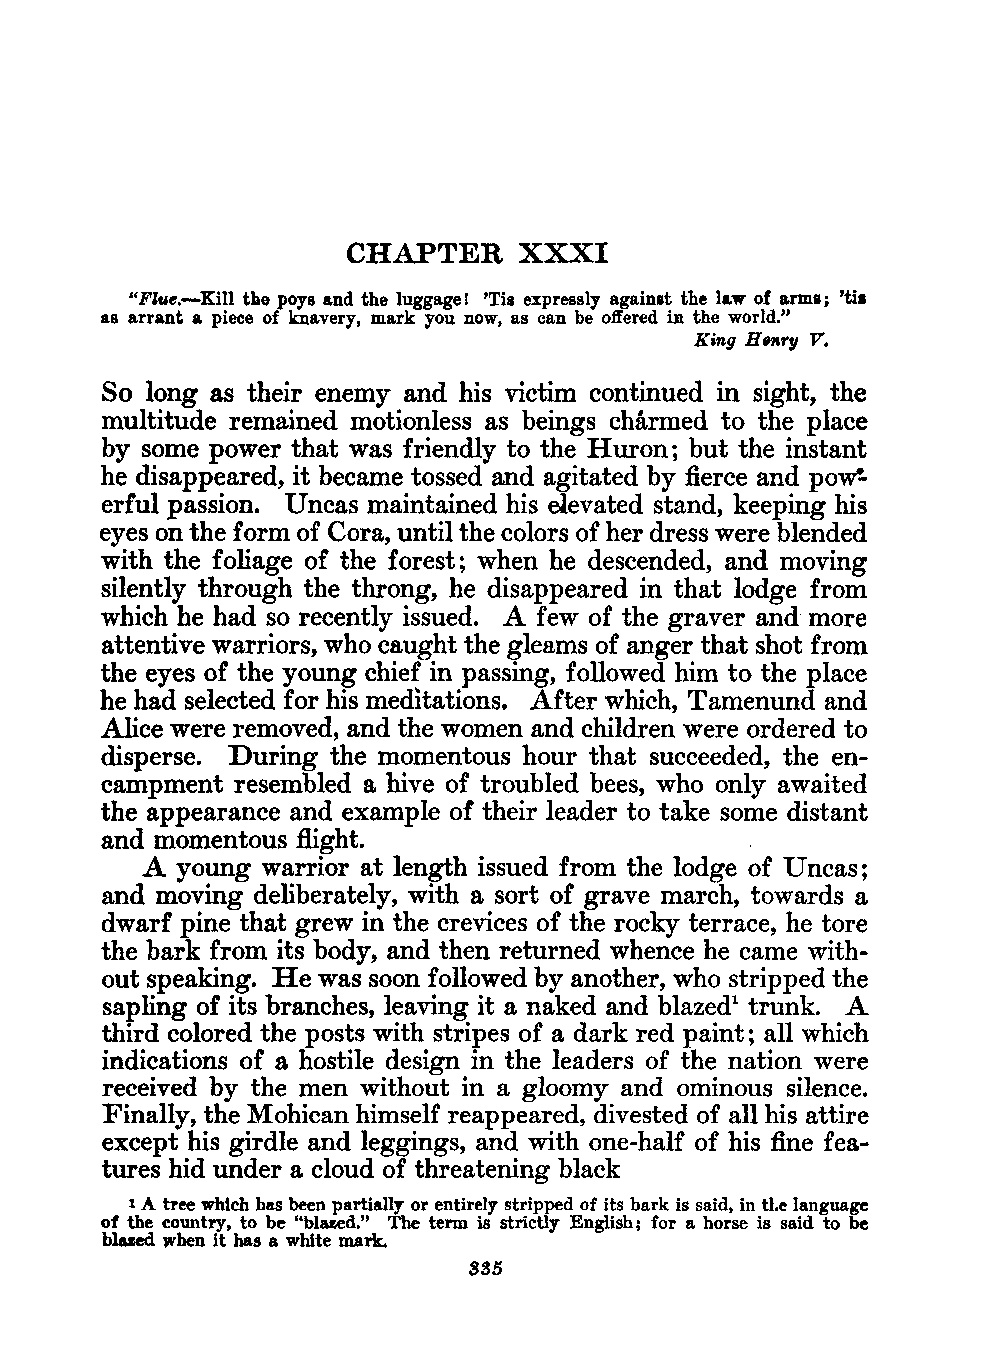 CHAPTER XXXI
"Flue.—Kill the poys and the luggage! 'Tis expressly against the law of arms; 'tis
as arrant a piece of knavery, mark you now, as can be offered in the world."
King Henry V.
So long as their enemy and his victim continued in sight, the
multitude remained motionless as beings charmed to the place
by some power that was friendly to the Huron; but the instant
he disappeared, it became tossed and agitated by fierce and pow-
erful passion. Uncas maintained his elevated stand, keeping his
eyes on the form of Cora, until the colors of her dress were blended
with the foliage of the forest; when he descended, and moving
silently through the throng, he disappeared in that lodge from
which he had so recently issued. A few of the graver and more
attentive warriors, who caught the gleams of anger that shot from
the eyes of the young chief in passing, followed him to the place
he had selected for his meditations. After which, Tamenund and
Alice were removed, and the women and children were ordered to
disperse. During the momentous hour that succeeded, the en-
campment resembled a hive of troubled bees, who only awaited
the appearance and example of their leader to take some distant
and momentous flight.
A young warrior at length issued from the lodge of Uncas;
and moving deliberately, with a sort of grave march, towards a
dwarf pine that grew in the crevices of the rocky terrace, he tore
the bark from its body, and then returned whence he came with-
out speaking. He was soon followed by another, who stripped the
sapling of its branches, leaving it a naked and blazed¹ trunk. A
third colored the posts with stripes of a dark red paint; all which
indications of a hostile design in the leaders of the nation were
received by the men without in a gloomy and ominous silence.
Finally, the Mohican himself reappeared, divested of all his attire
except his girdle and leggings, and with one-half of his fine fea-
tures hid under a cloud of threatening black
¹ A tree which has been partially or entirely stripped of its bark is said, in the language
of the country, to be "blazed." The term is strictly English; for a horse is said to be
blazed when it has a white mark.
335